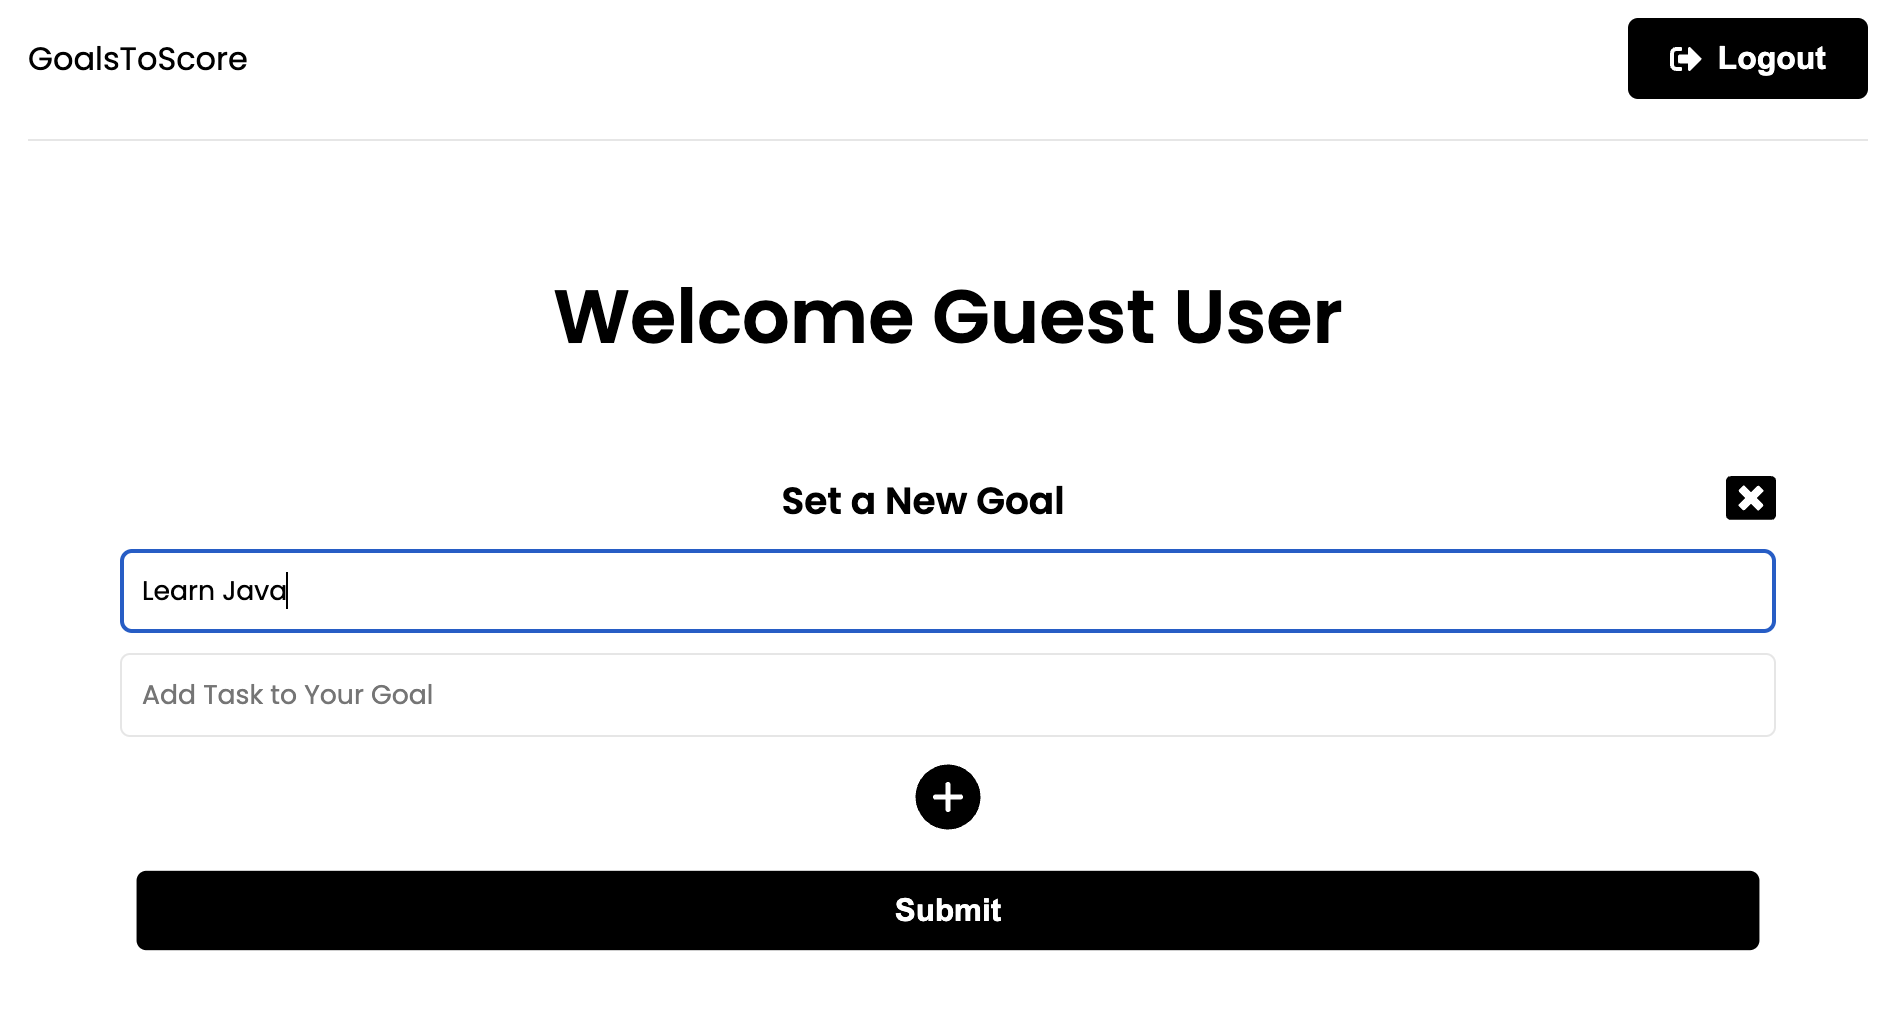 GoalsToScore
Logout
Welcome Guest User
Set a New Goal
Learn Java
Add Task to Your Goal
Submit